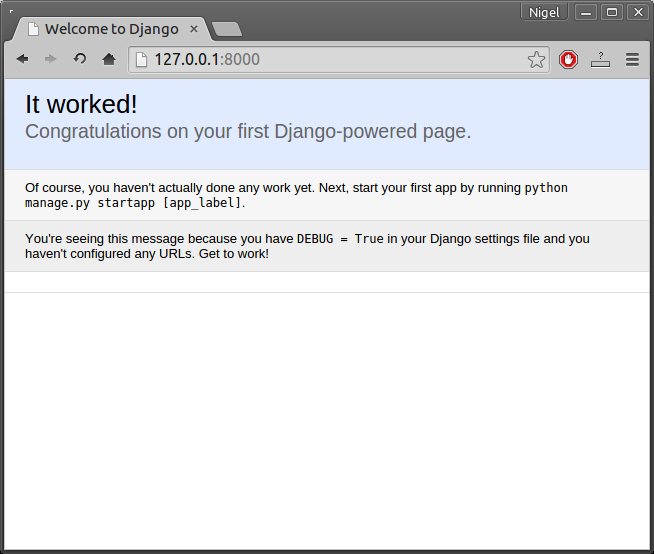 Nigel
Welcome to Django
127.0.0.1:8000
?
It worked!
Congratulations on your first Django-powered page.
Of course, you haven't actually done any work yet. Next, start your first app by running python
manage.py startapp [app_label].
You're seeing this message because you have DEBUG = True in your Django settings file and you
haven't configured any URLs. Get to work!